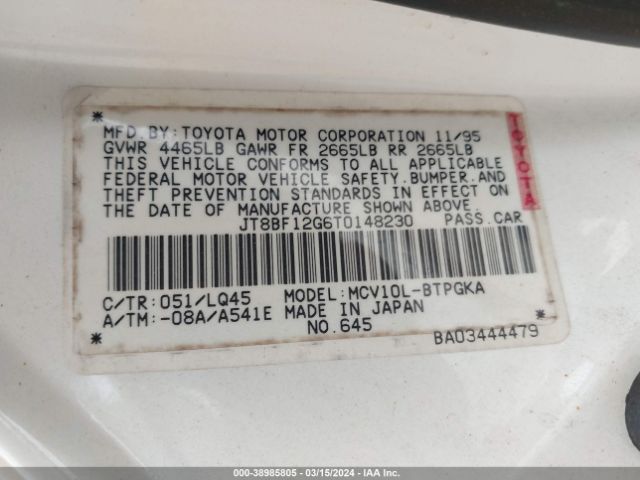 MFD.BY:TOYOTA MOTOR CORPORATION 11/95
GVWR 4465LB GAWR FR 2665LB RR 2665LB
THIS VEHICLE CONFORMS TO ALL APPLICABLE
FEDERAL MOTOR VEHICLE SAFETY.BUMPER.AND
THEFT PREVENTION STANDARDS IN EFFECT ON
THE DATE OF MANUFACTURE SHOWN ABOVE.
JT8BF12G6T0148230 PASS.CAR
TOYOTA
C/TR:051/LQ45 MODEL:MCV10L-BTPGKA
A/TM:-08A/A541E MADE IN JAPAN
NO.645
BA03444479
000-38985805 - 03/15/2024 - IAA Inc.